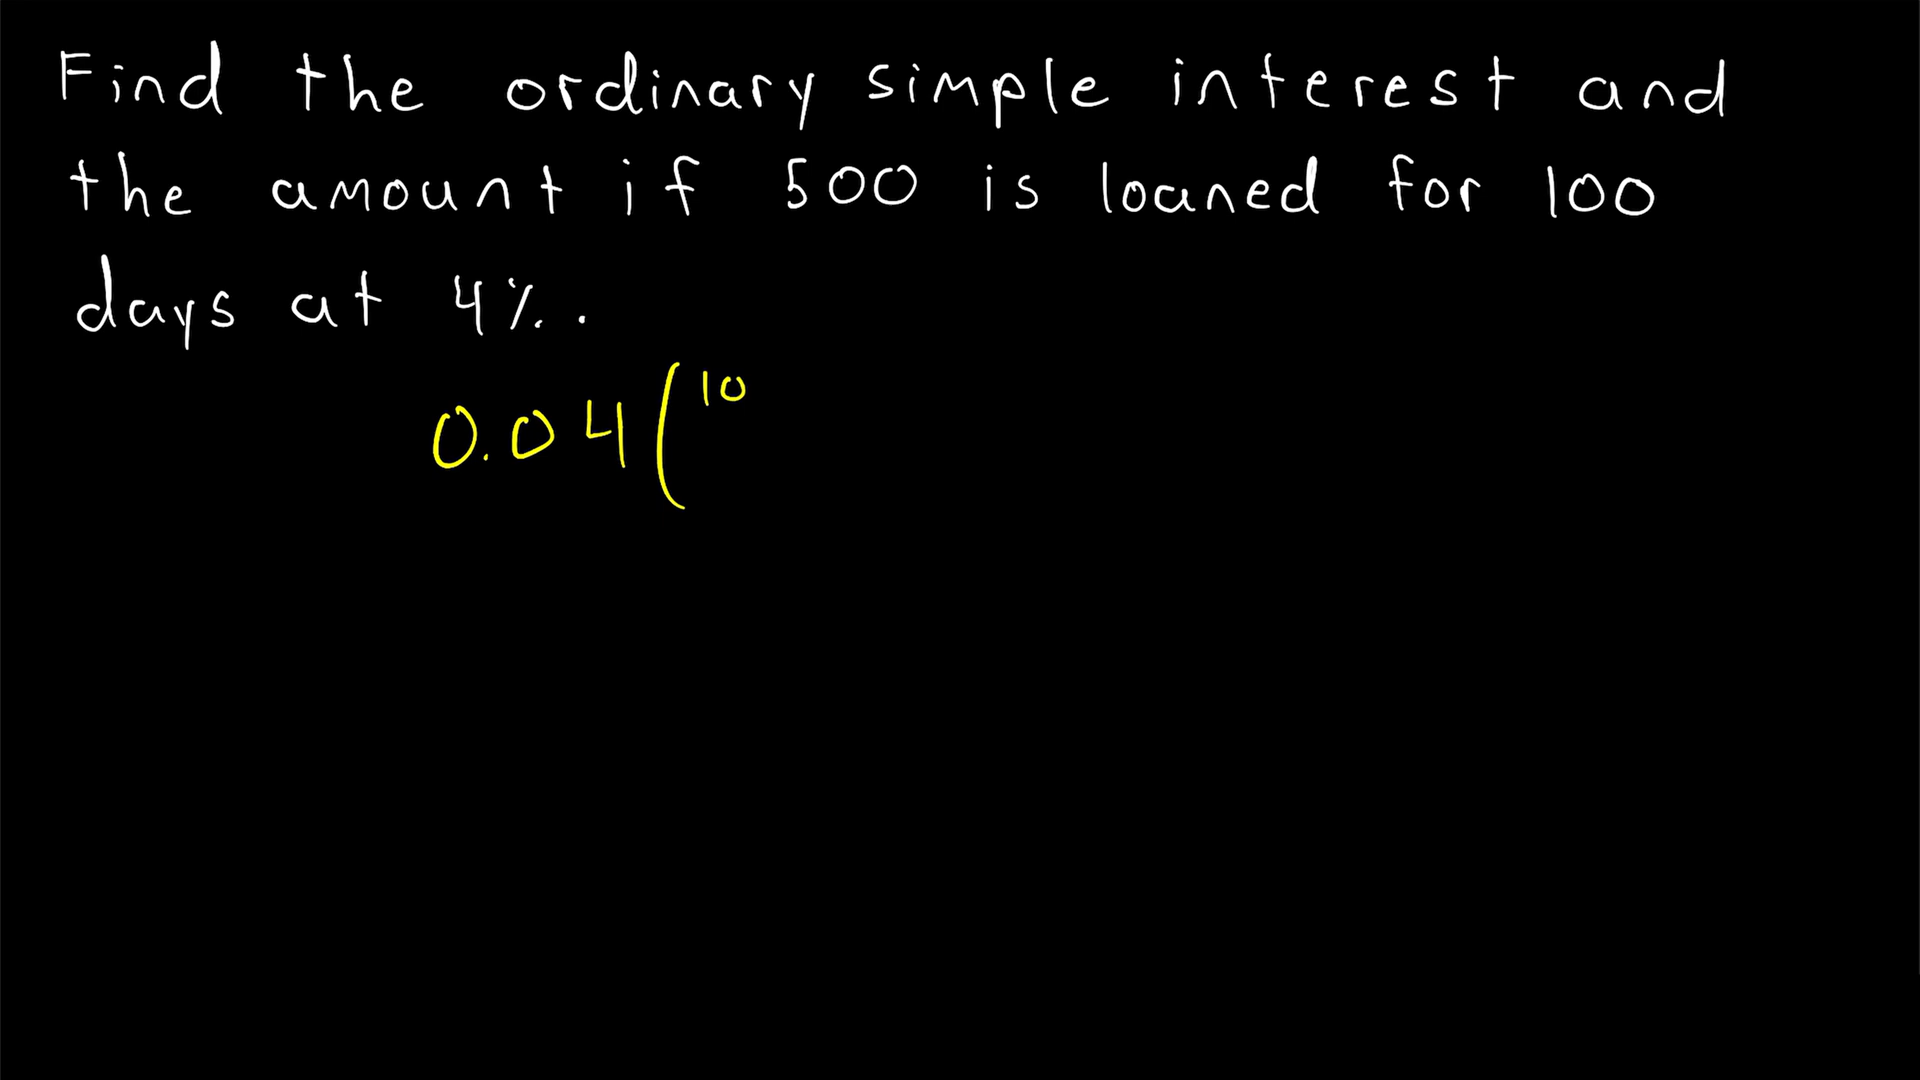 Find the ordinary simple interest and
the amount if 500 is loaned for 100
days at 4%.
0.04(10